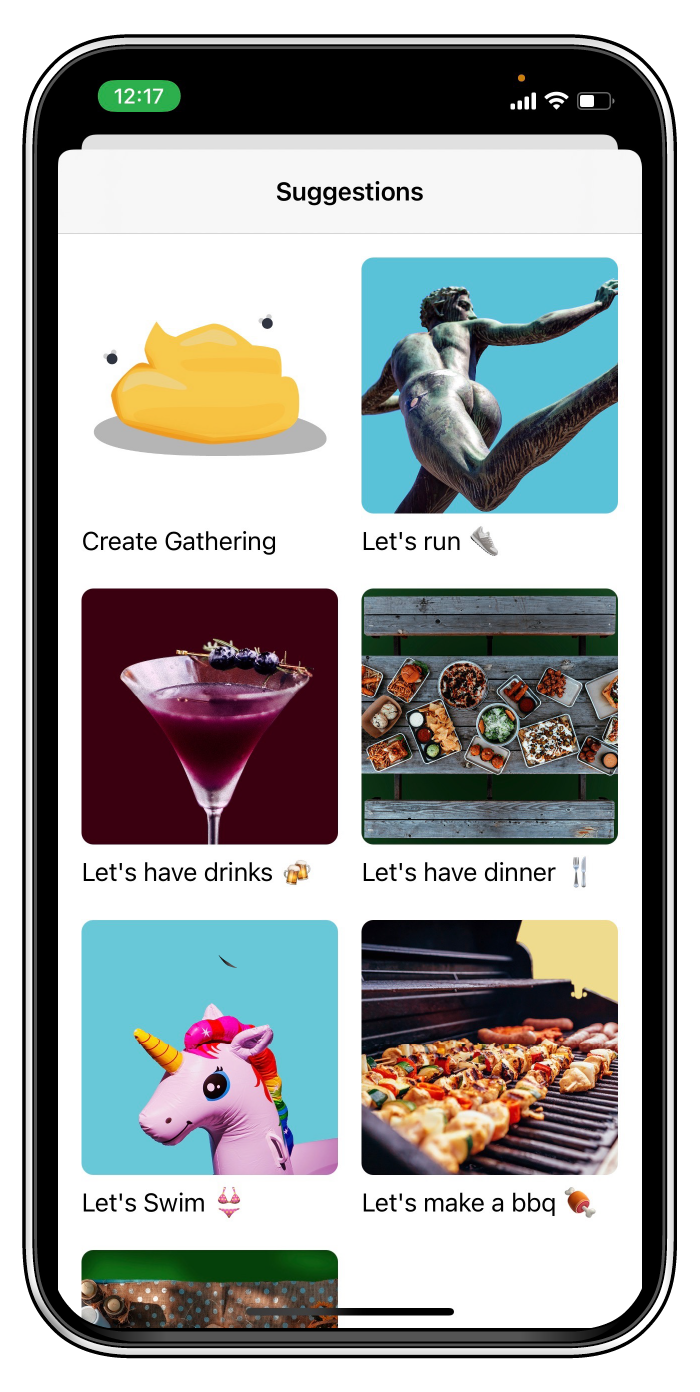 12:17
Suggestions
Create Gathering
Let's run 👟
Let's have drinks 🍻
Let's have dinner 🍴
Let's Swim 👙
Let's make a bbq 🍖